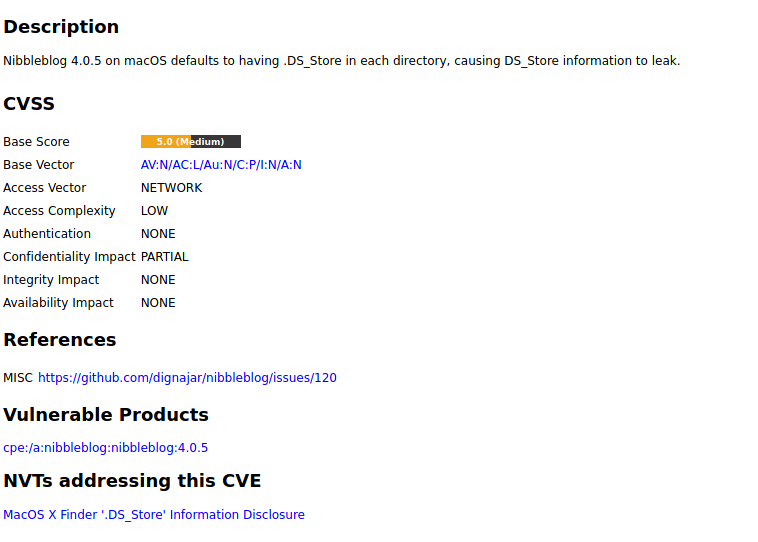 Description
Nibbleblog 4.0.5 on macOS defaults to having .DS_Store in each directory, causing DS_Store information to leak.
CVSS
Base Score 5.0 (Medium)
Base Vector AV:N/AC:L/Au:N/C:P/I:N/A:N
Access Vector NETWORK
Access Complexity LOW
Authentication NONE
Confidentiality Impact PARTIAL
Integrity Impact NONE
Availability Impact NONE
References
MISC https://github.com/dignajar/nibbleblog/issues/120
Vulnerable Products
cpe:/a:nibbleblog:nibbleblog:4.0.5
NVTs addressing this CVE
MacOS X Finder '.DS_Store' Information Disclosure